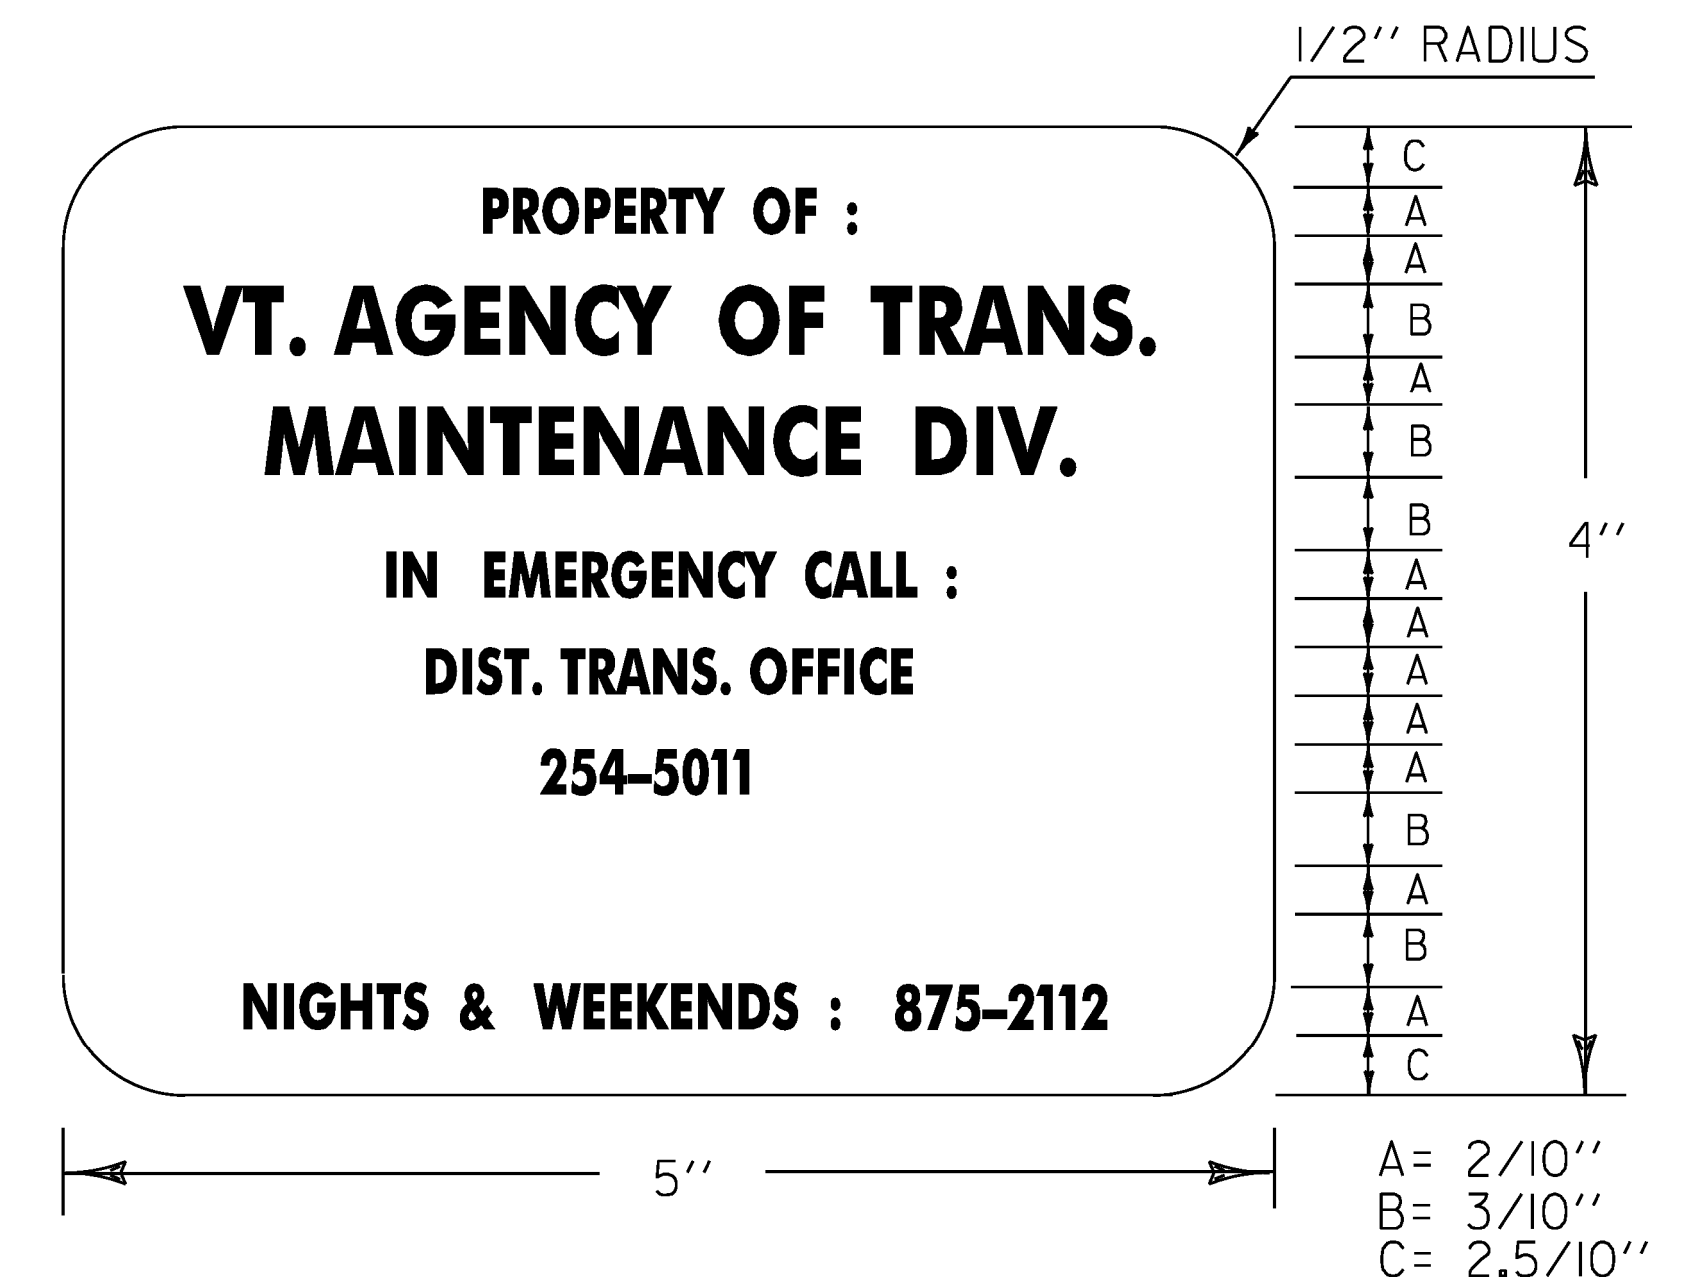 1/2'' RADIUS
PROPERTY OF :
VT. AGENCY OF TRANS.
MAINTENANCE DIV.
IN EMERGENCY CALL :
DIST. TRANS. OFFICE
254-5011
NIGHTS & WEEKENDS : 875-2112
C
A
A
B
A
B
B
A
A
A
A
A
B
A
B
A
C
4''
5''
A= 2/10''
B= 3/10''
C= 2.5/10''